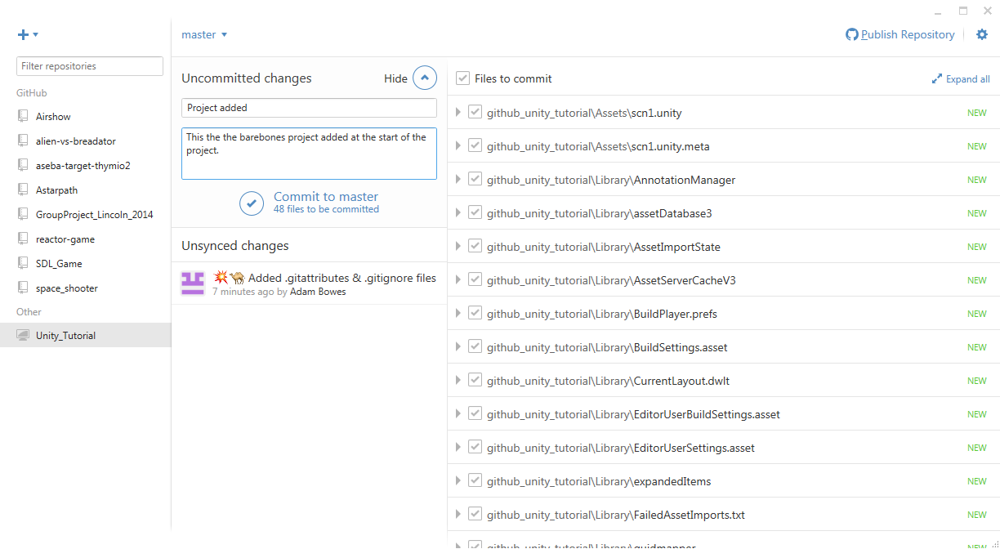 master
Publish Repository
Filter repositories
GitHub
Airshow
alien-vs-breadator
aseba-target-thymio2
Astarpath
GroupProject_Lincoln_2014
reactor-game
SDL_Game
space_shooter
Other
Unity_Tutorial
Uncommitted changes
Hide
Project added
This the the barebones project added at the start of the
project.
Commit to master
48 files to be committed
Unsynced changes
💥🐫 Added .gitattributes & .gitignore files
7 minutes ago by Adam Bowes
Files to commit
Expand all
github_unity_tutorial\Assets\scn1.unity NEW
github_unity_tutorial\Assets\scn1.unity.meta NEW
github_unity_tutorial\Library\AnnotationManager NEW
github_unity_tutorial\Library\assetDatabase3 NEW
github_unity_tutorial\Library\AssetImportState NEW
github_unity_tutorial\Library\AssetServerCacheV3 NEW
github_unity_tutorial\Library\BuildPlayer.prefs NEW
github_unity_tutorial\Library\BuildSettings.asset NEW
github_unity_tutorial\Library\CurrentLayout.dwlt NEW
github_unity_tutorial\Library\EditorUserBuildSettings.asset NEW
github_unity_tutorial\Library\EditorUserSettings.asset NEW
github_unity_tutorial\Library\expandedItems NEW
github_unity_tutorial\Library\FailedAssetImports.txt NEW
github_unity_tutorial\Library\guidmapper NEW